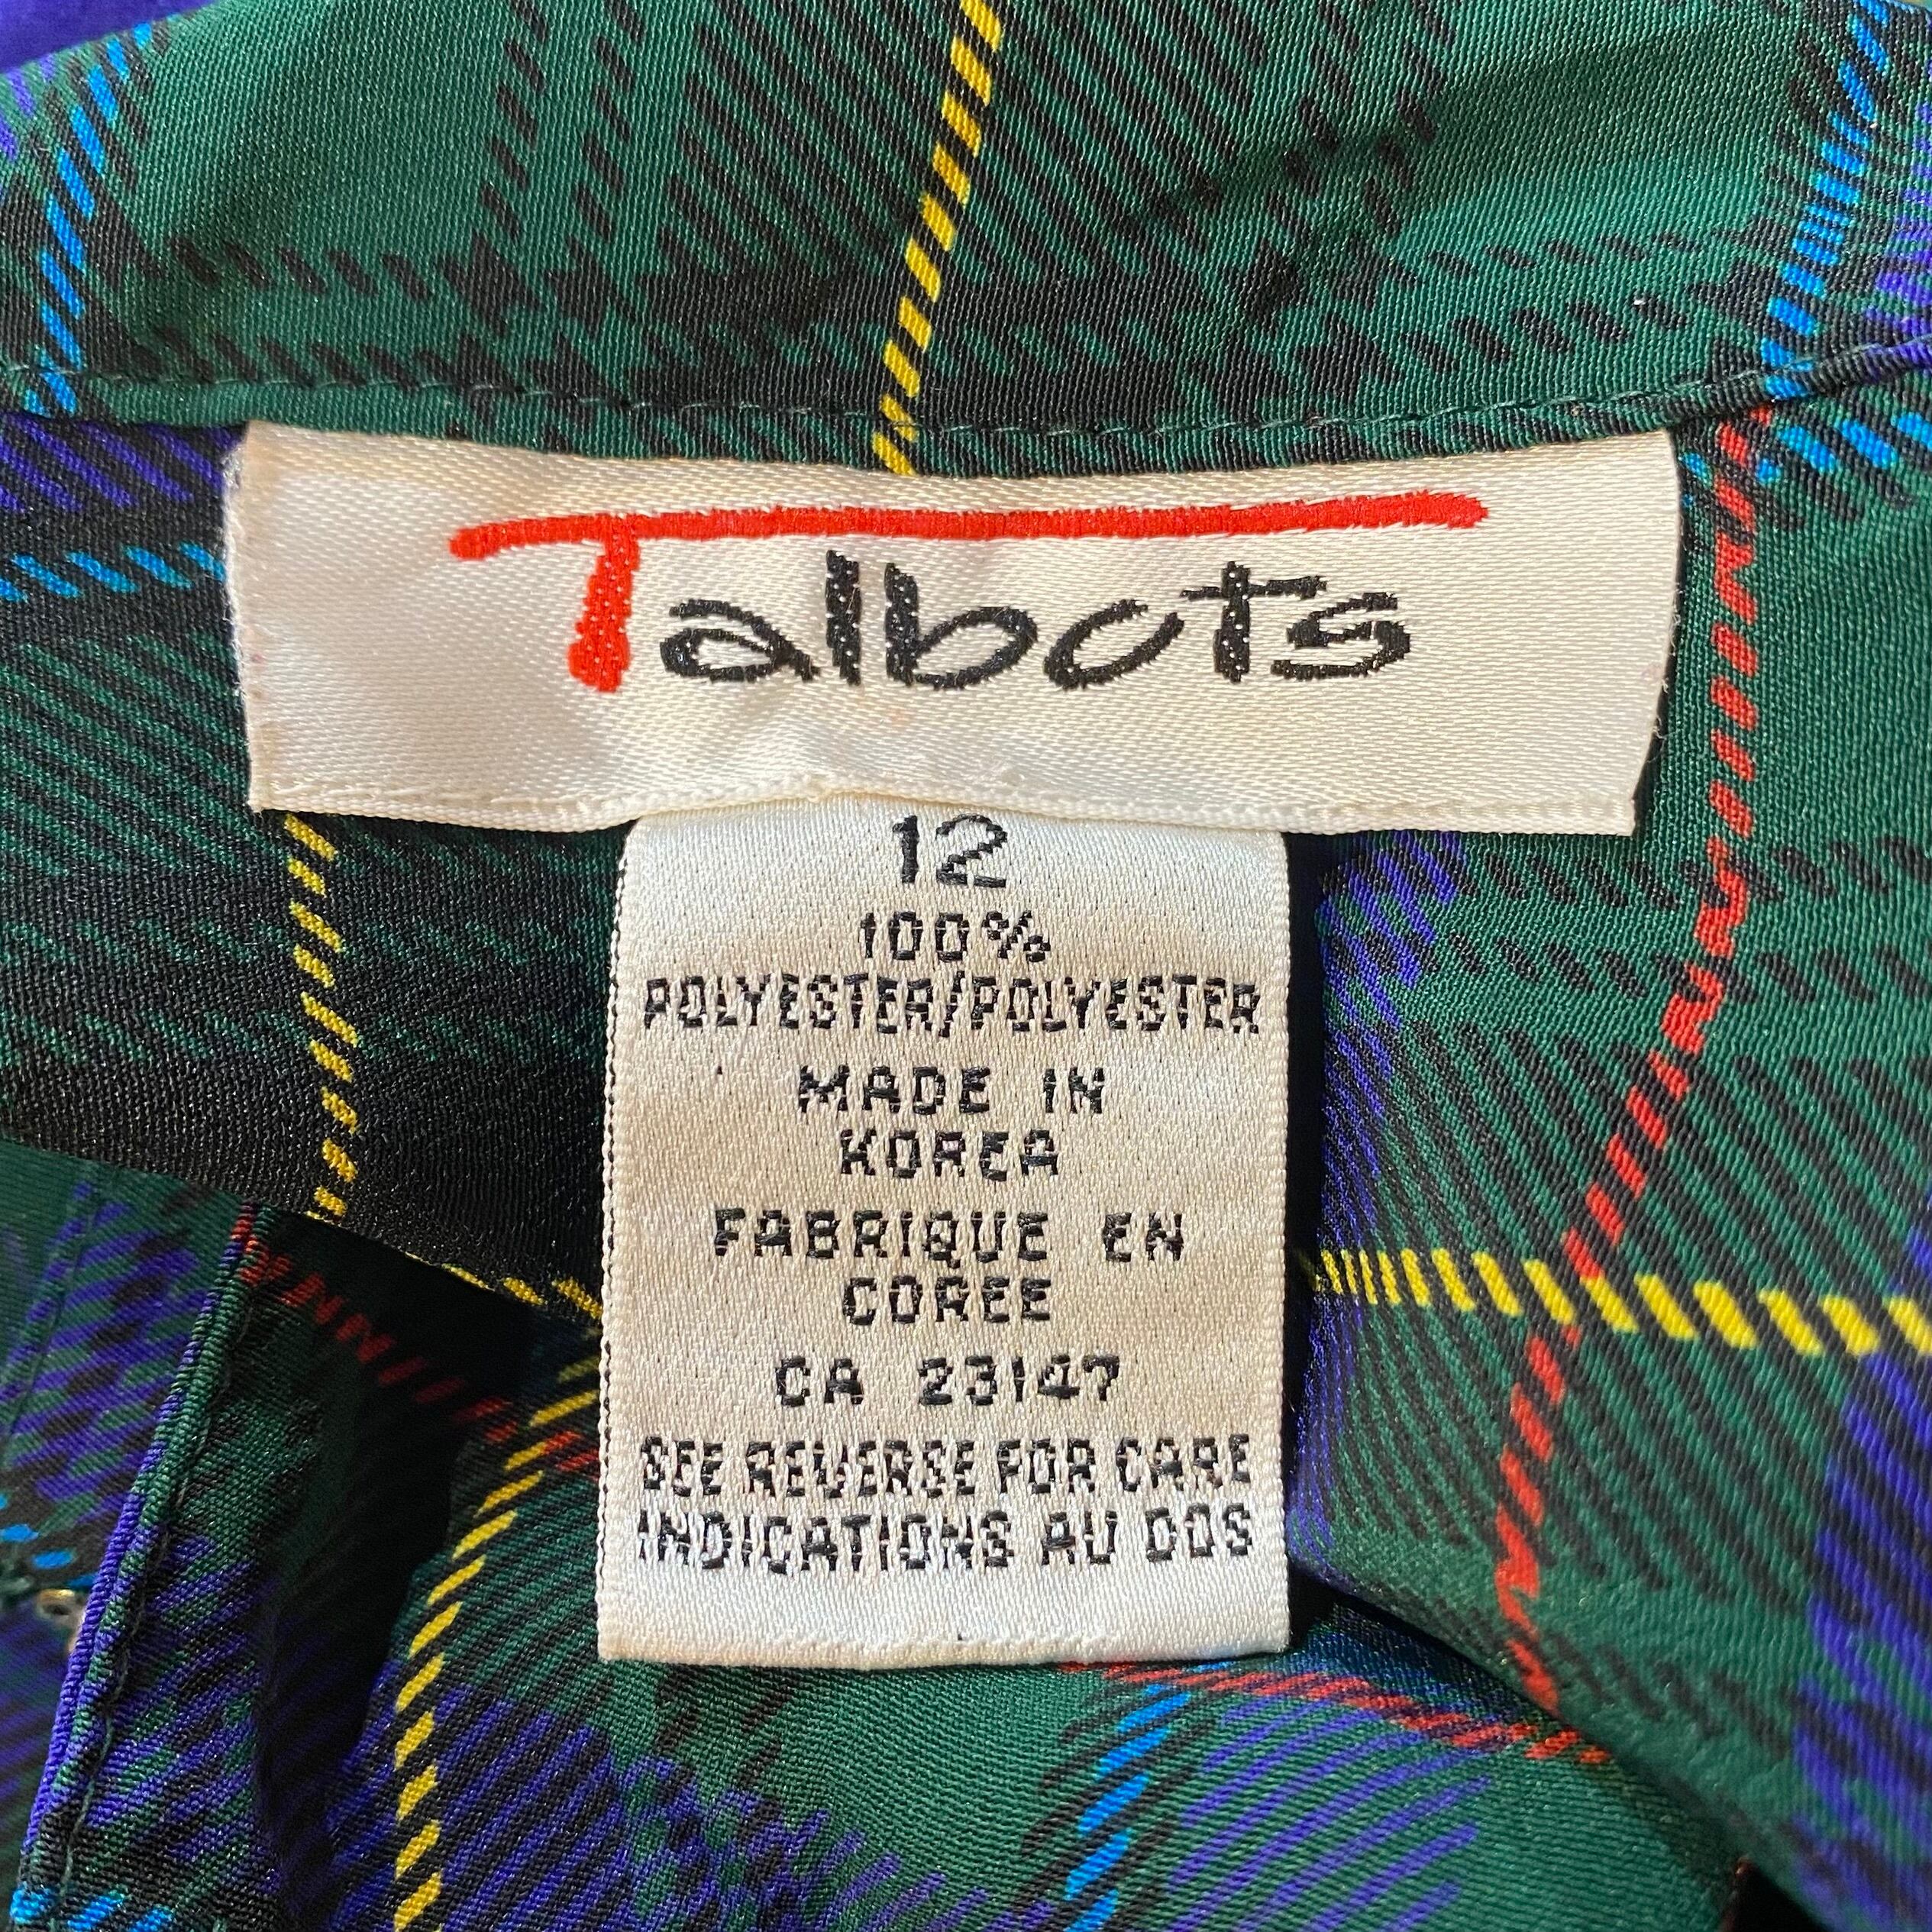 Talbots
12
100%
POLYESTER/POLYESTER
MADE IN
KOREA
FABRIQUE EN
COREE
CA 23147
SEE REVERSE FOR CARE
INDICATIONS AU DOS